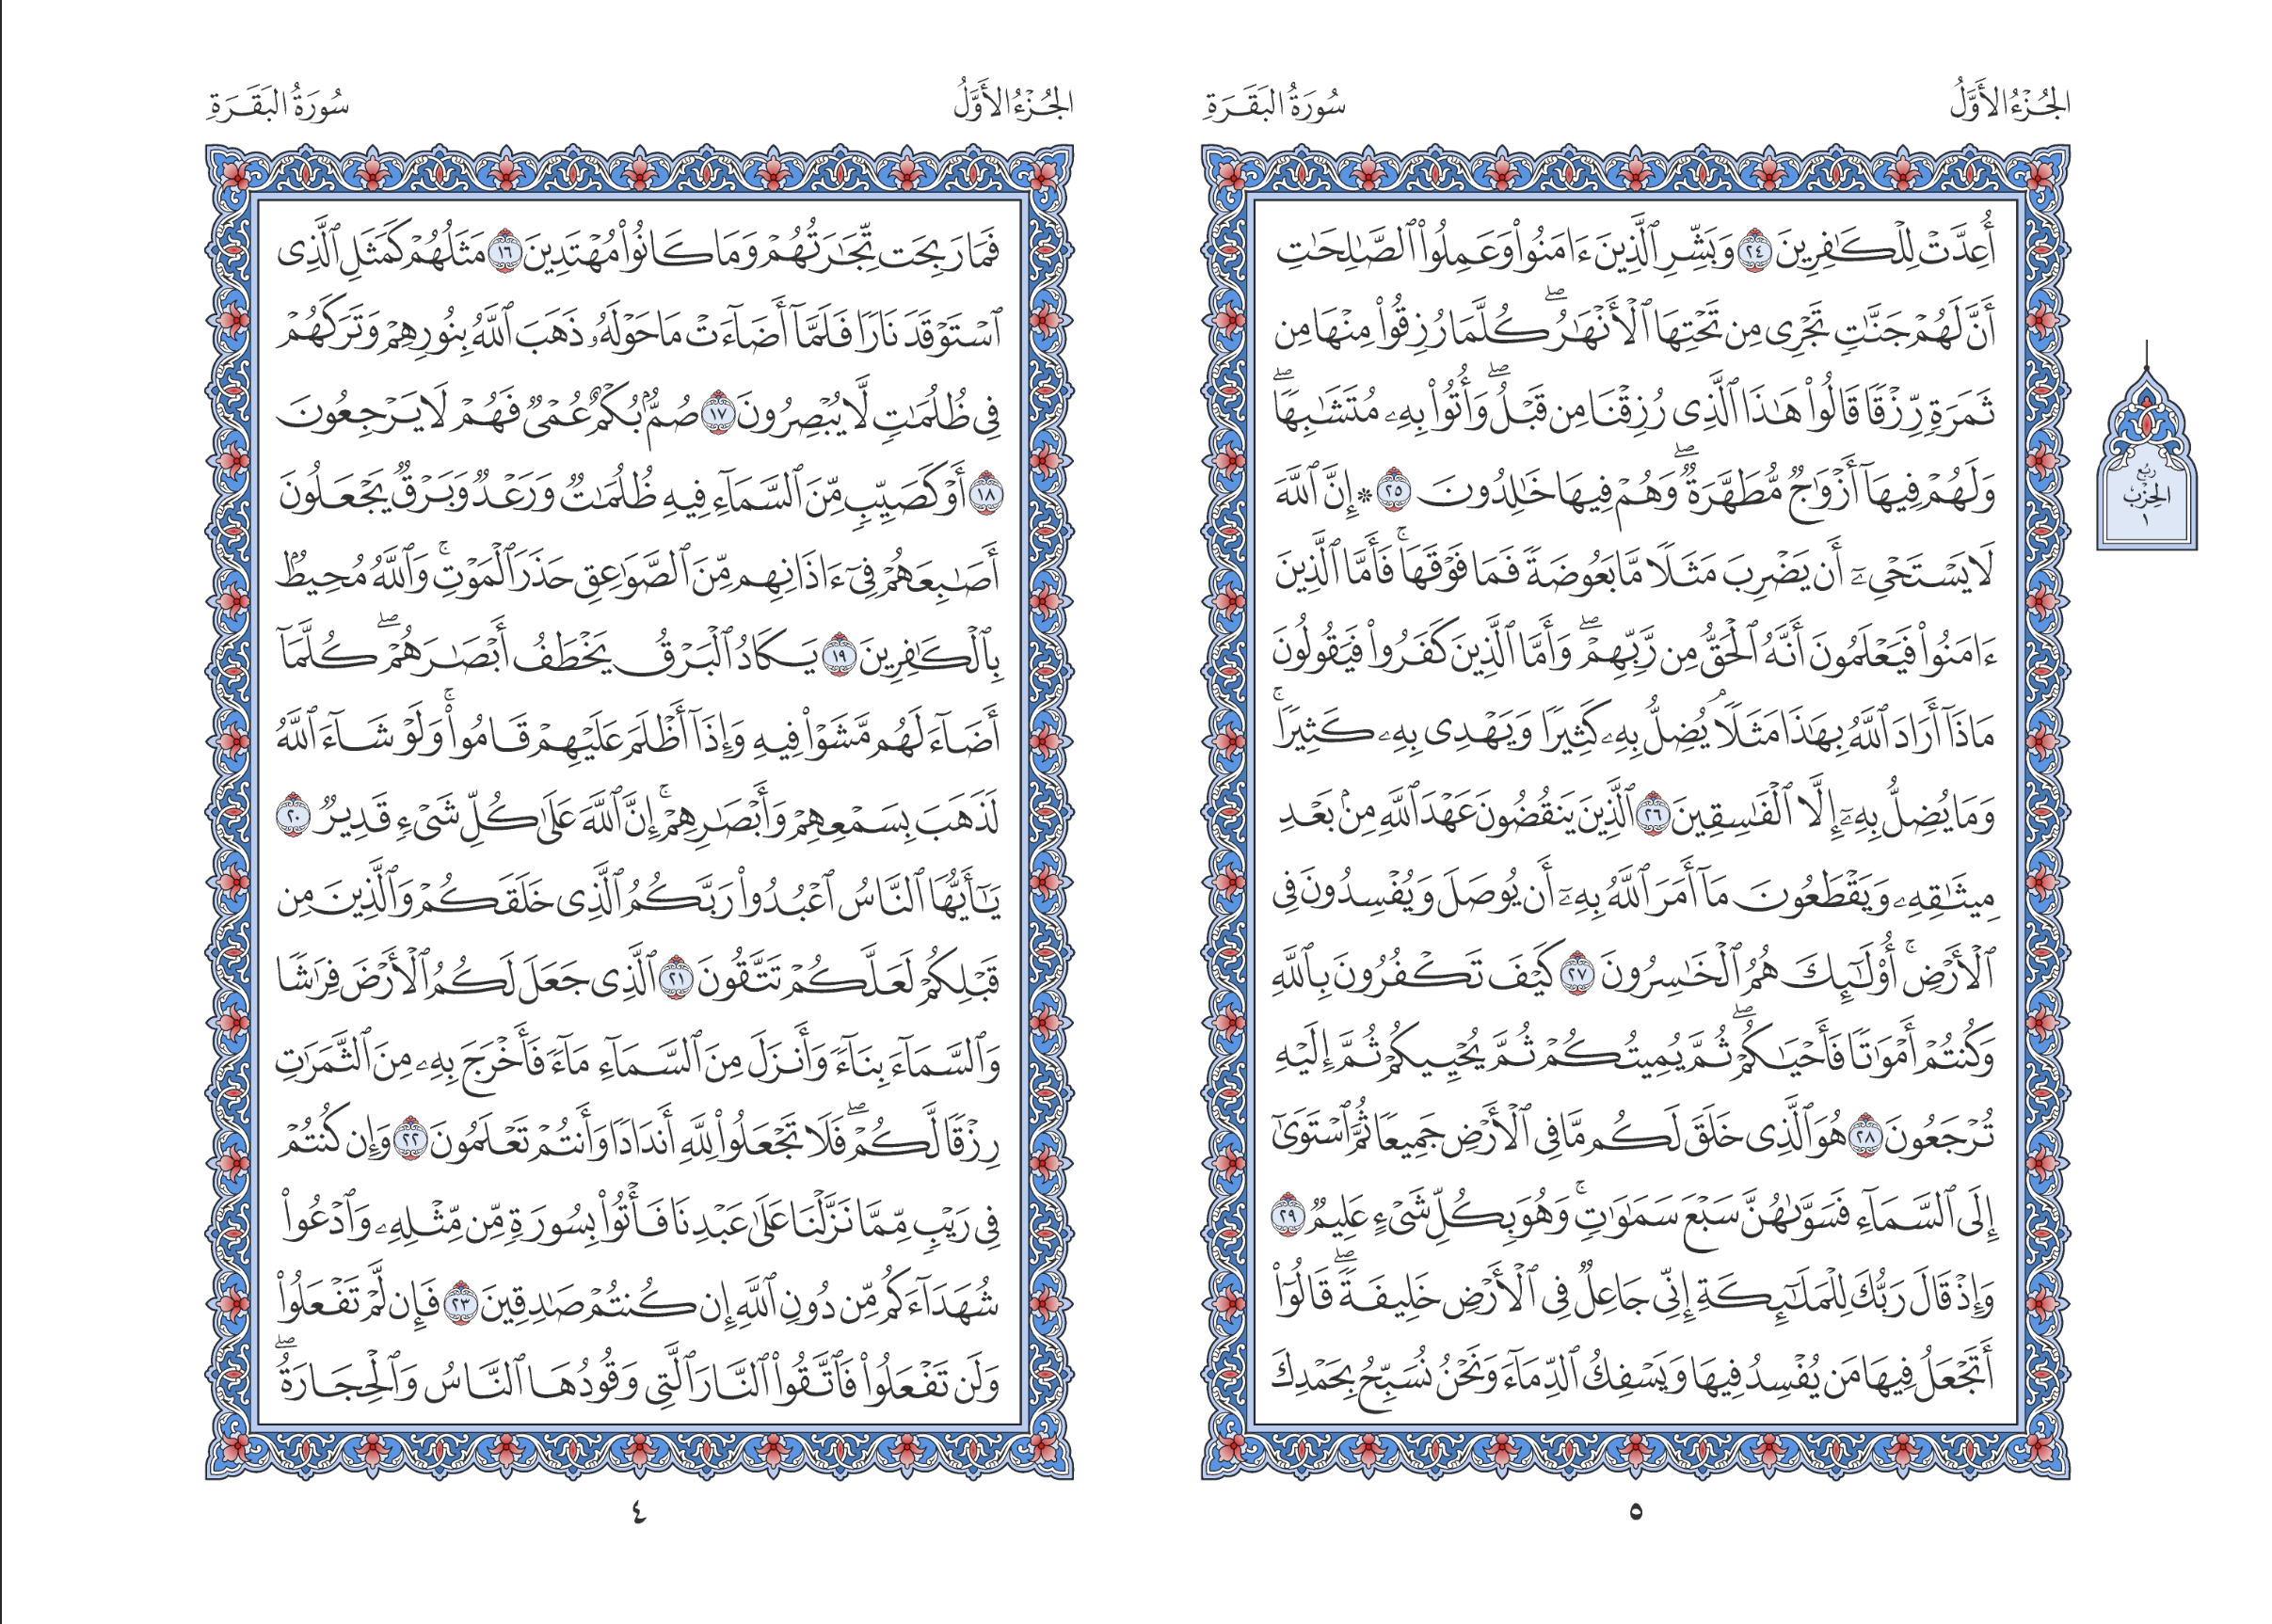 الجُزْءُ الأَوَّلُ
سُورَةُ البَقَرَةِ
فَمَا رَبِحَت تِّجَٰرَتُهُمْ وَمَا كَانُوا۟ مُهْتَدِينَ ١٦ مَثَلُهُمْ كَمَثَلِ ٱلَّذِى
ٱسْتَوْقَدَ نَارًا فَلَمَّآ أَضَآءَتْ مَا حَوْلَهُۥ ذَهَبَ ٱللَّهُ بِنُورِهِمْ وَتَرَكَهُمْ
فِى ظُلُمَٰتٍ لَّا يُبْصِرُونَ ١٧ صُمٌّۢ بُكْمٌ عُمْىٌ فَهُمْ لَا يَرْجِعُونَ
١٨ أَوْ كَصَيِّبٍ مِّنَ ٱلسَّمَآءِ فِيهِ ظُلُمَٰتٌ وَرَعْدٌ وَبَرْقٌ يَجْعَلُونَ
أَصَٰبِعَهُمْ فِىٓ ءَاذَانِهِم مِّنَ ٱلصَّوَٰعِقِ حَذَرَ ٱلْمَوْتِ ۚ وَٱللَّهُ مُحِيطٌۢ
بِٱلْكَٰفِرِينَ ١٩ يَكَادُ ٱلْبَرْقُ يَخْطَفُ أَبْصَٰرَهُمْ ۖ كُلَّمَآ
أَضَآءَ لَهُم مَّشَوْا۟ فِيهِ وَإِذَآ أَظْلَمَ عَلَيْهِمْ قَامُوا۟ ۚ وَلَوْ شَآءَ ٱللَّهُ
لَذَهَبَ بِسَمْعِهِمْ وَأَبْصَٰرِهِمْ ۚ إِنَّ ٱللَّهَ عَلَىٰ كُلِّ شَىْءٍ قَدِيرٌ ٢٠
يَٰٓأَيُّهَا ٱلنَّاسُ ٱعْبُدُوا۟ رَبَّكُمُ ٱلَّذِى خَلَقَكُمْ وَٱلَّذِينَ مِن
قَبْلِكُمْ لَعَلَّكُمْ تَتَّقُونَ ٢١ ٱلَّذِى جَعَلَ لَكُمُ ٱلْأَرْضَ فِرَٰشًا
وَٱلسَّمَآءَ بِنَآءً وَأَنزَلَ مِنَ ٱلسَّمَآءِ مَآءً فَأَخْرَجَ بِهِۦ مِنَ ٱلثَّمَرَٰتِ
رِزْقًا لَّكُمْ ۖ فَلَا تَجْعَلُوا۟ لِلَّهِ أَندَادًا وَأَنتُمْ تَعْلَمُونَ ٢٢ وَإِن كُنتُمْ
فِى رَيْبٍ مِّمَّا نَزَّلْنَا عَلَىٰ عَبْدِنَا فَأْتُوا۟ بِسُورَةٍ مِّن مِّثْلِهِۦ وَٱدْعُوا۟
شُهَدَآءَكُم مِّن دُونِ ٱللَّهِ إِن كُنتُمْ صَٰدِقِينَ ٢٣ فَإِن لَّمْ تَفْعَلُوا۟
وَلَن تَفْعَلُوا۟ فَٱتَّقُوا۟ ٱلنَّارَ ٱلَّتِى وَقُودُهَا ٱلنَّاسُ وَٱلْحِجَارَةُ ۖ
٤
الجُزْءُ الأَوَّلُ
سُورَةُ البَقَرَةِ
أُعِدَّتْ لِلْكَٰفِرِينَ ٢٤ وَبَشِّرِ ٱلَّذِينَ ءَامَنُوا۟ وَعَمِلُوا۟ ٱلصَّٰلِحَٰتِ
أَنَّ لَهُمْ جَنَّٰتٍ تَجْرِى مِن تَحْتِهَا ٱلْأَنْهَٰرُ ۖ كُلَّمَا رُزِقُوا۟ مِنْهَا مِن
ثَمَرَةٍ رِّزْقًا قَالُوا۟ هَٰذَا ٱلَّذِى رُزِقْنَا مِن قَبْلُ ۖ وَأُتُوا۟ بِهِۦ مُتَشَٰبِهًا ۖ
وَلَهُمْ فِيهَآ أَزْوَٰجٌ مُّطَهَّرَةٌ ۖ وَهُمْ فِيهَا خَٰلِدُونَ ٢٥ * إِنَّ ٱللَّهَ
لَا يَسْتَحْىِۦٓ أَن يَضْرِبَ مَثَلًا مَّا بَعُوضَةً فَمَا فَوْقَهَا ۚ فَأَمَّا ٱلَّذِينَ
ءَامَنُوا۟ فَيَعْلَمُونَ أَنَّهُ ٱلْحَقُّ مِن رَّبِّهِمْ ۖ وَأَمَّا ٱلَّذِينَ كَفَرُوا۟ فَيَقُولُونَ
مَاذَآ أَرَادَ ٱللَّهُ بِهَٰذَا مَثَلًا ۘ يُضِلُّ بِهِۦ كَثِيرًا وَيَهْدِى بِهِۦ كَثِيرًا ۚ
وَمَا يُضِلُّ بِهِۦٓ إِلَّا ٱلْفَٰسِقِينَ ٢٦ ٱلَّذِينَ يَنقُضُونَ عَهْدَ ٱللَّهِ مِنۢ بَعْدِ
مِيثَٰقِهِۦ وَيَقْطَعُونَ مَآ أَمَرَ ٱللَّهُ بِهِۦٓ أَن يُوصَلَ وَيُفْسِدُونَ فِى
ٱلْأَرْضِ ۚ أُو۟لَٰٓئِكَ هُمُ ٱلْخَٰسِرُونَ ٢٧ كَيْفَ تَكْفُرُونَ بِٱللَّهِ
وَكُنتُمْ أَمْوَٰتًا فَأَحْيَٰكُمْ ۖ ثُمَّ يُمِيتُكُمْ ثُمَّ يُحْيِيكُمْ ثُمَّ إِلَيْهِ
تُرْجَعُونَ ٢٨ هُوَ ٱلَّذِى خَلَقَ لَكُم مَّا فِى ٱلْأَرْضِ جَمِيعًا ثُمَّ ٱسْتَوَىٰٓ
إِلَى ٱلسَّمَآءِ فَسَوَّىٰهُنَّ سَبْعَ سَمَٰوَٰتٍ ۚ وَهُوَ بِكُلِّ شَىْءٍ عَلِيمٌ ٢٩
وَإِذْ قَالَ رَبُّكَ لِلْمَلَٰٓئِكَةِ إِنِّى جَاعِلٌ فِى ٱلْأَرْضِ خَلِيفَةً ۖ قَالُوٓا۟
أَتَجْعَلُ فِيهَا مَن يُفْسِدُ فِيهَا وَيَسْفِكُ ٱلدِّمَآءَ وَنَحْنُ نُسَبِّحُ بِحَمْدِكَ
رُبُع
الحِزْب
١
٥